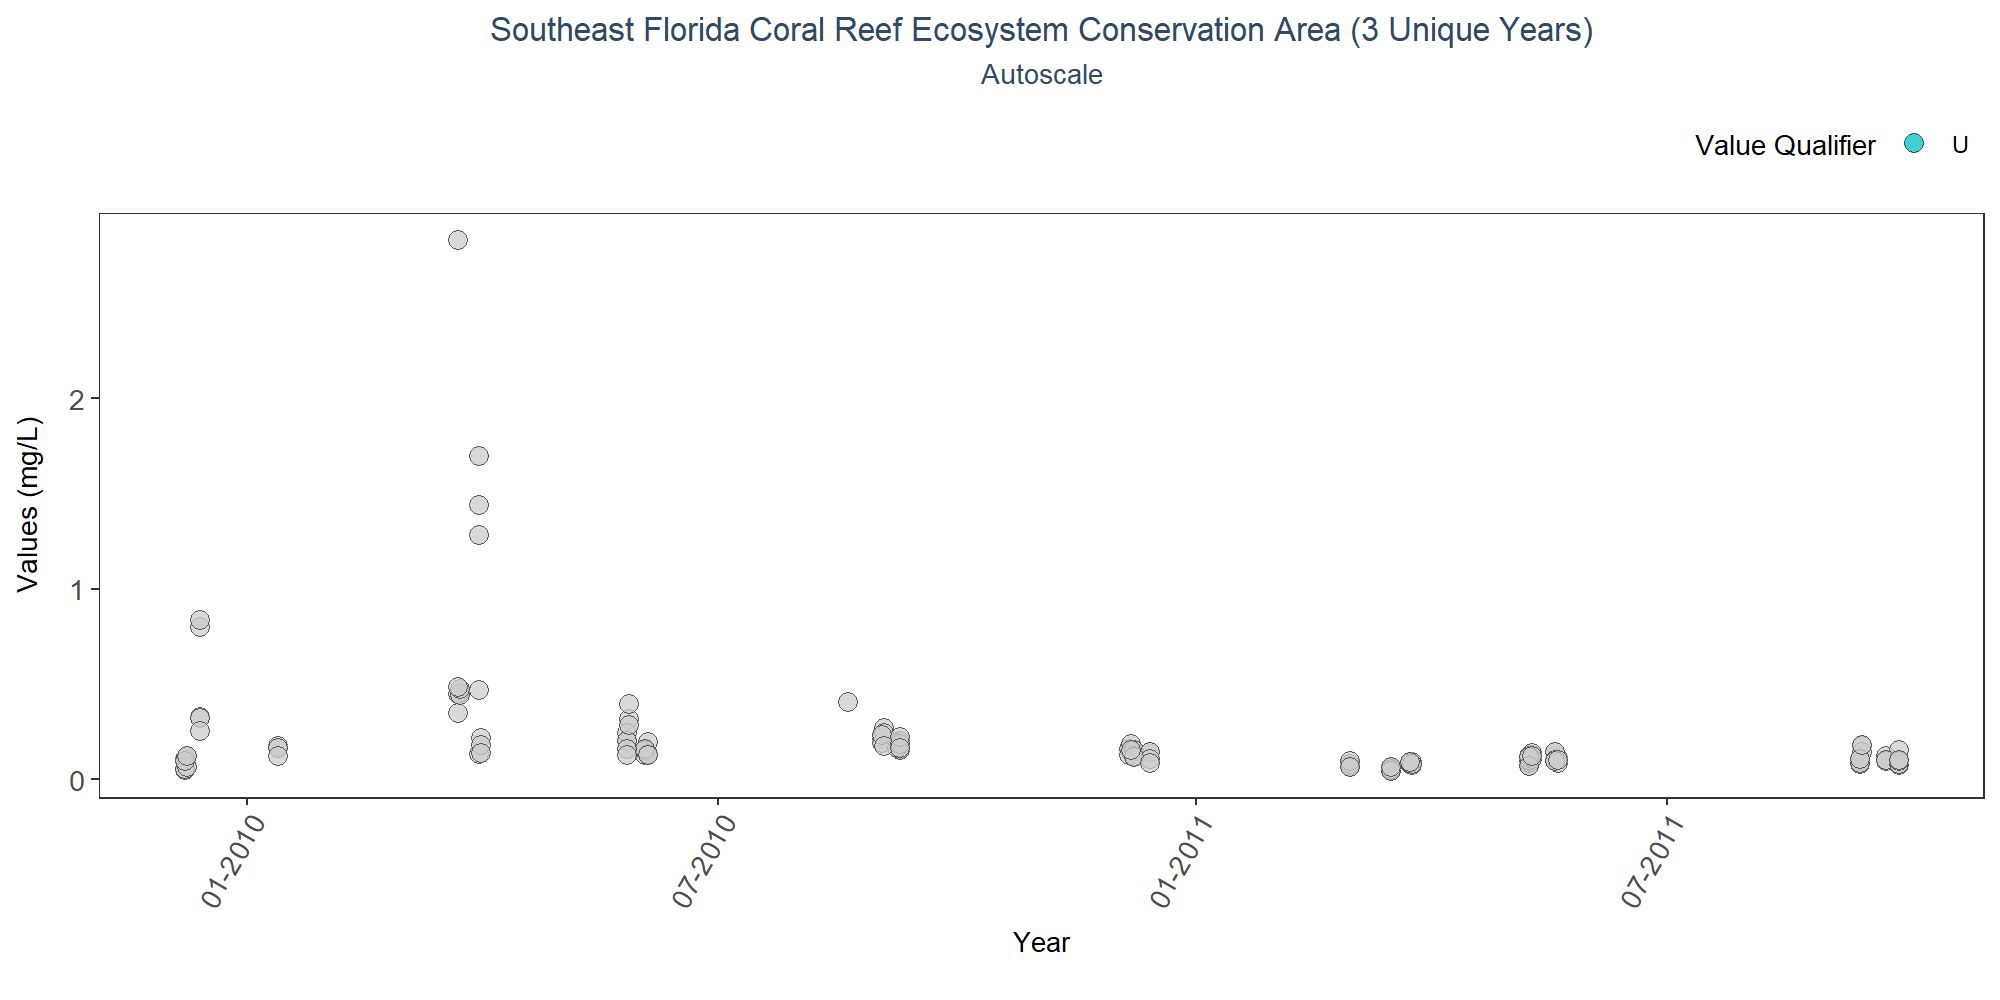 Southeast Florida Coral Reef Ecosystem Conservation Area (3 Unique Years)
Autoscale
Value Qualifier U
Values (mg/L)
2
1
0
01-2010 07-2010 01-2011 07-2011
Year